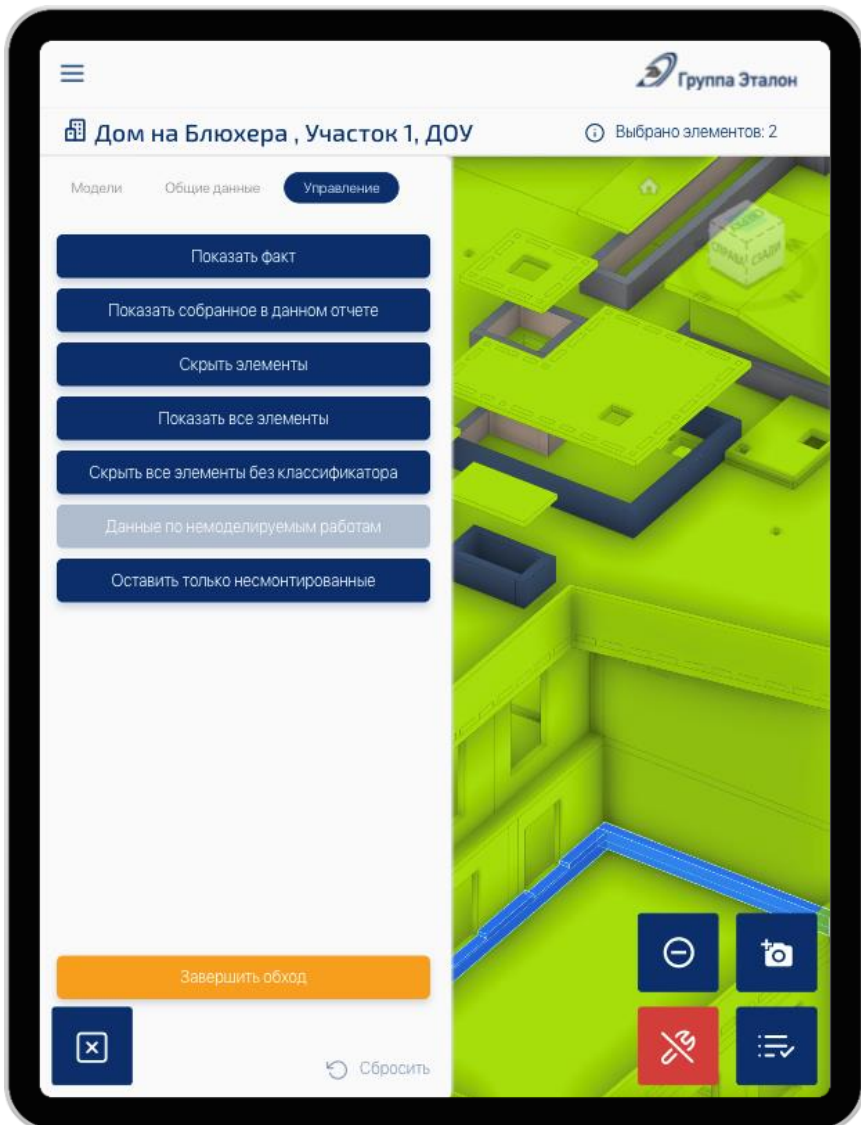 Группа Эталон
Дом на Блюхера , Участок 1, ДОУ
Выбрано элементов: 2
Модели
Общие данные
Управление
Показать факт
Показать собранное в данном отчете
Скрыть элементы
Показать все элементы
Скрыть все элементы без классификатора
Данные по немоделируемым работам
Оставить только несмонтированные
СПРАВА
СЗАДИ
Завершить обход
Сбросить